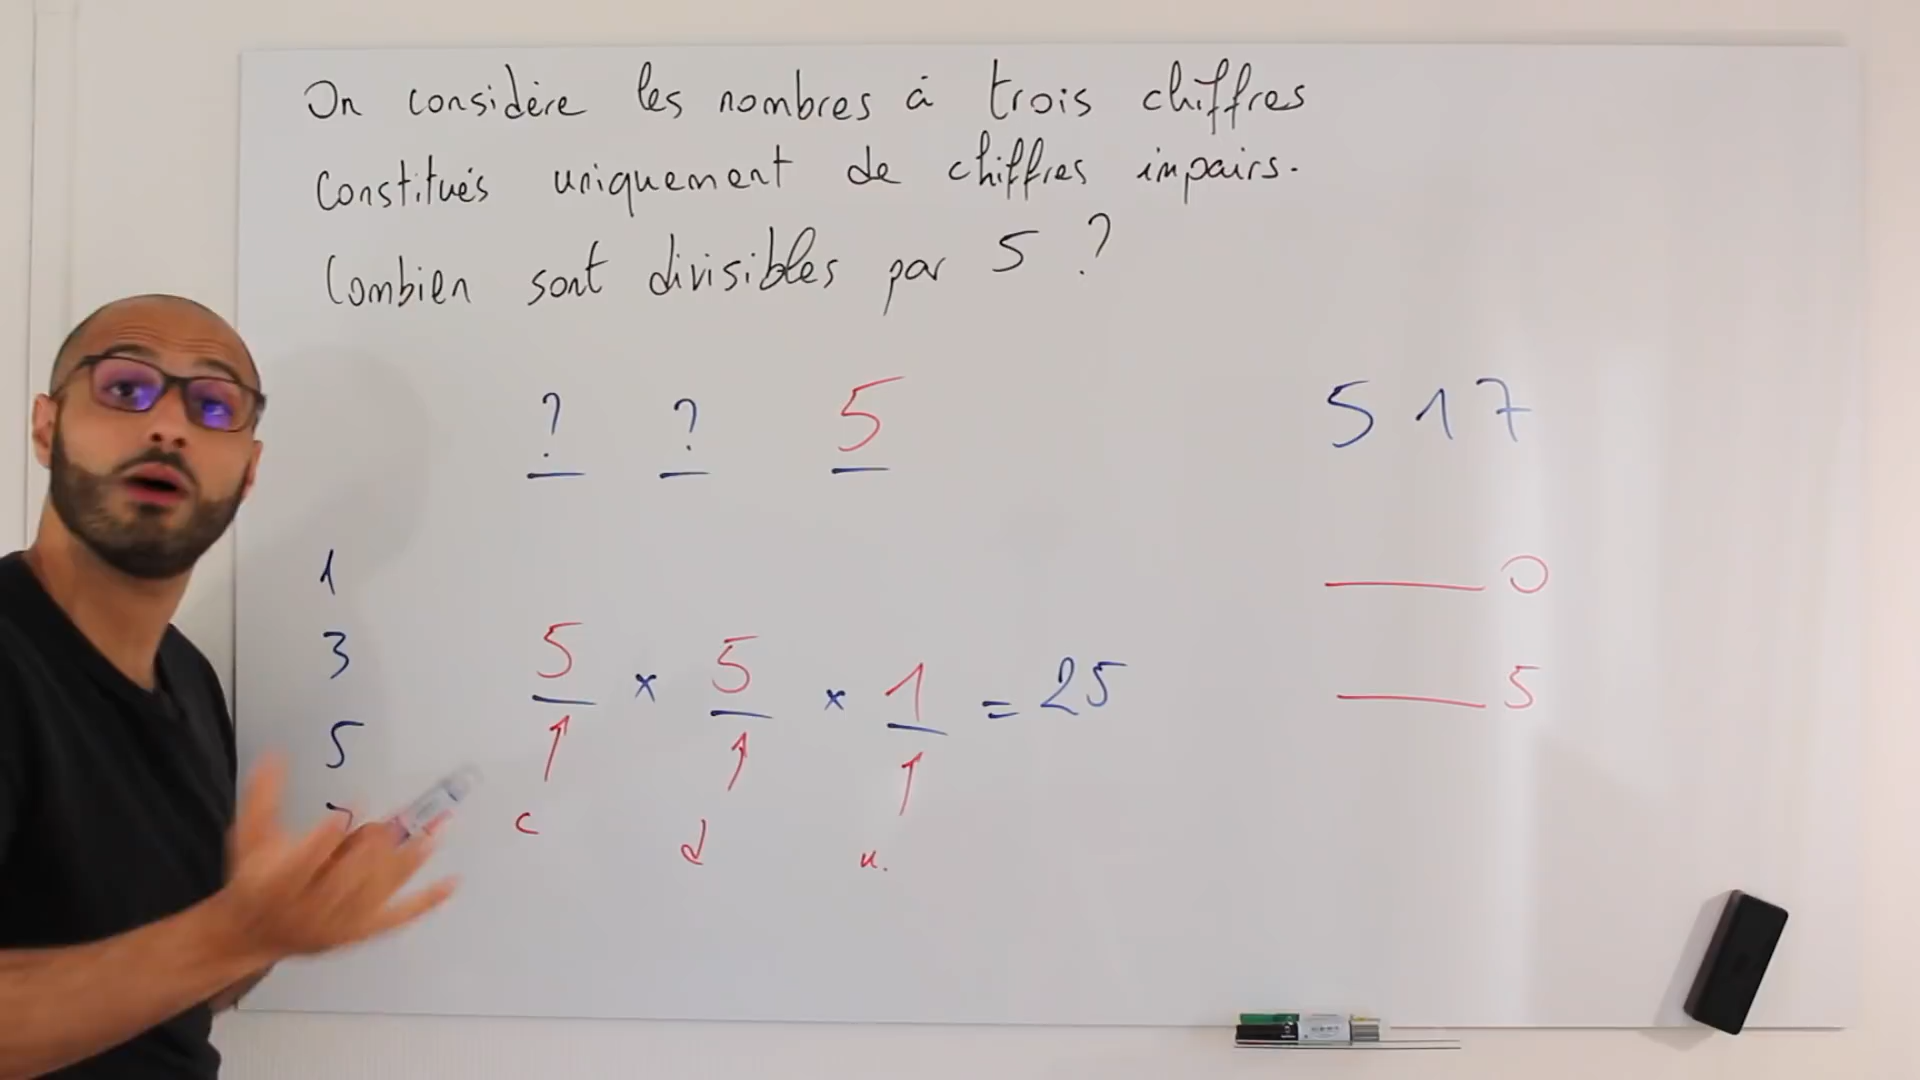 On considère les nombres à trois chiffres
constitués uniquement de chiffres impairs.
Combien sont divisibles par 5 ?
? ? 5
5 1 7
1
0
3
5 × 5 × 1 = 25
5
5
7
c
d
u.